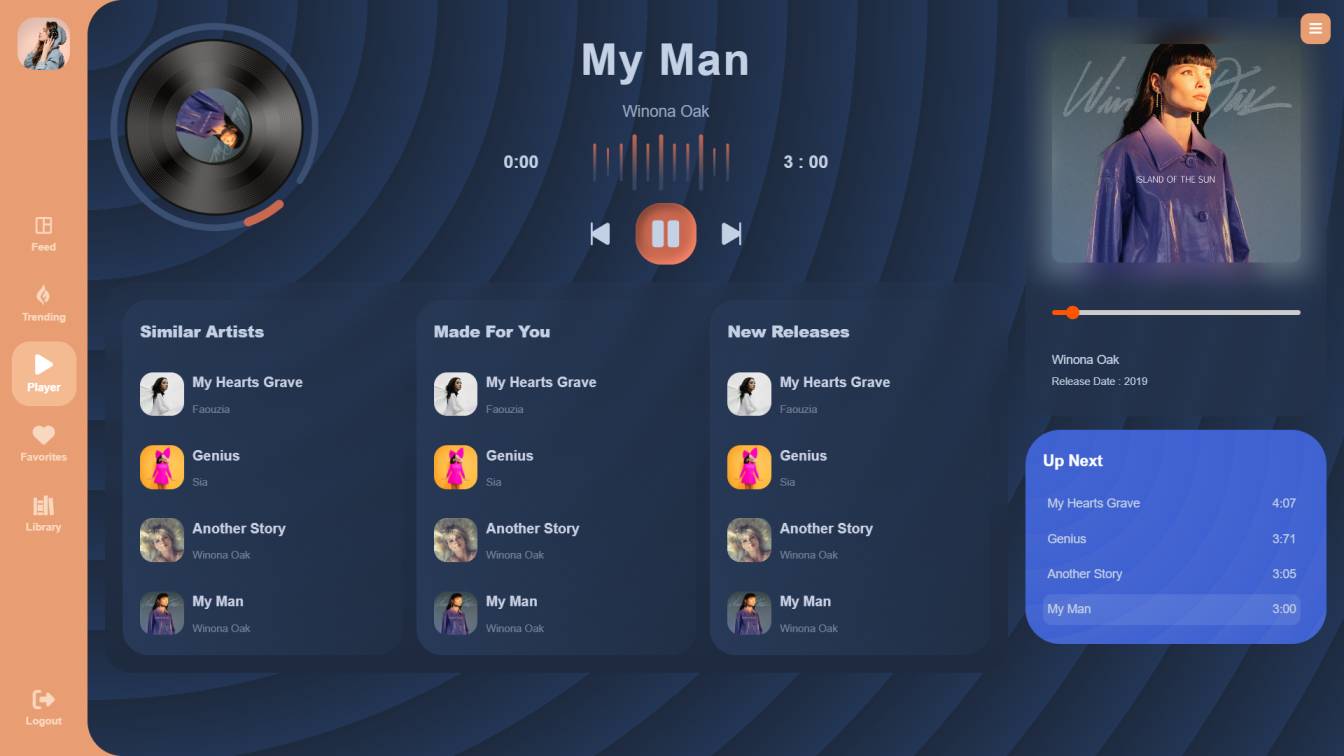 Feed
Trending
Player
Favorites
Library
Logout
My Man
Winona Oak
0:00
3 : 00
Similar Artists
My Hearts Grave
Faouzia
Genius
Sia
Another Story
Winona Oak
My Man
Winona Oak
Made For You
My Hearts Grave
Faouzia
Genius
Sia
Another Story
Winona Oak
My Man
Winona Oak
New Releases
My Hearts Grave
Faouzia
Genius
Sia
Another Story
Winona Oak
My Man
Winona Oak
ISLAND OF THE SUN
Winona Oak
Release Date : 2019
Up Next
My Hearts Grave 4:07
Genius 3:71
Another Story 3:05
My Man 3:00